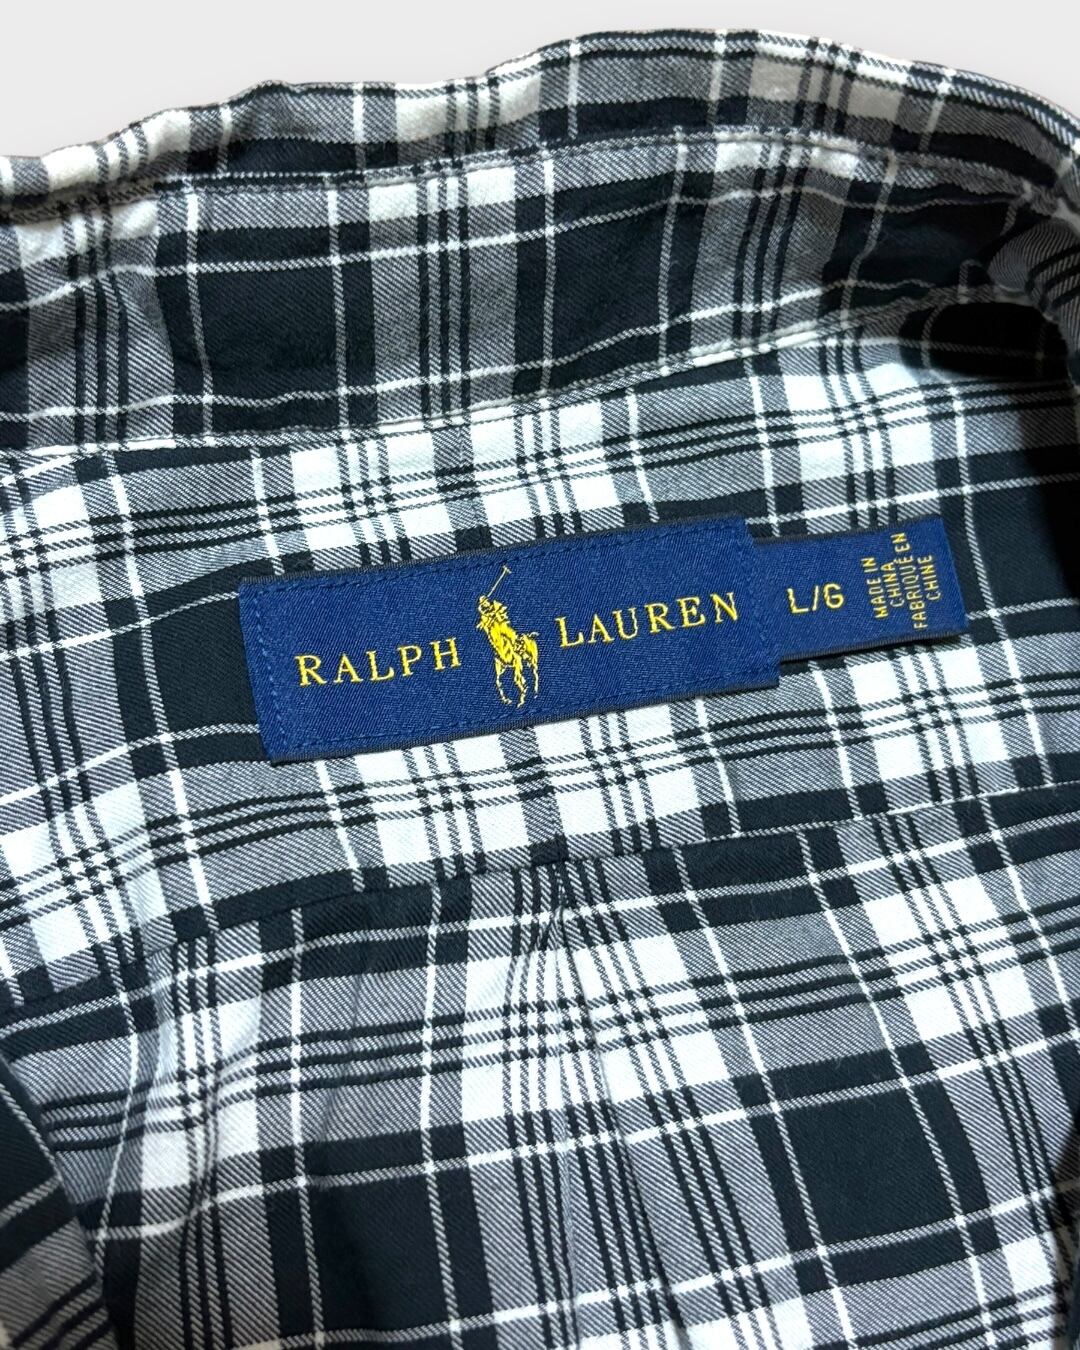 RALPH LAUREN
L/G
MADE IN
CHINA
FABRIQUÉ EN
CHINE